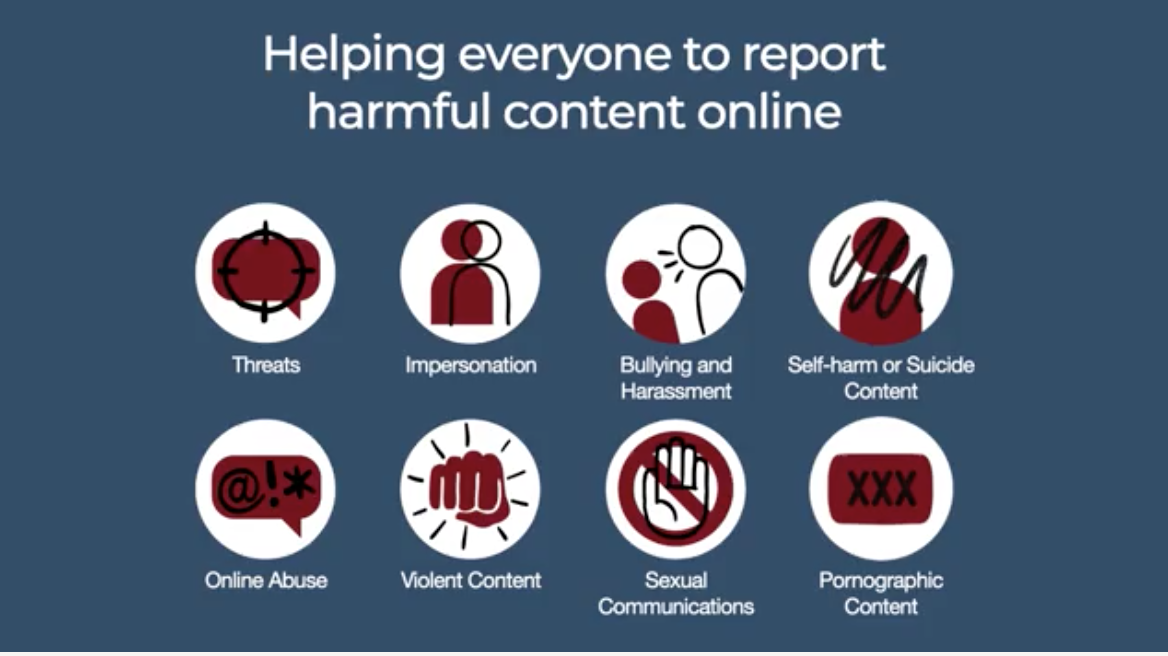 Helping everyone to report
harmful content online
Threats
Impersonation
Bullying and
Harassment
Self-harm or Suicide
Content
@!*
XXX
Online Abuse
Violent Content
Sexual
Communications
Pornographic
Content